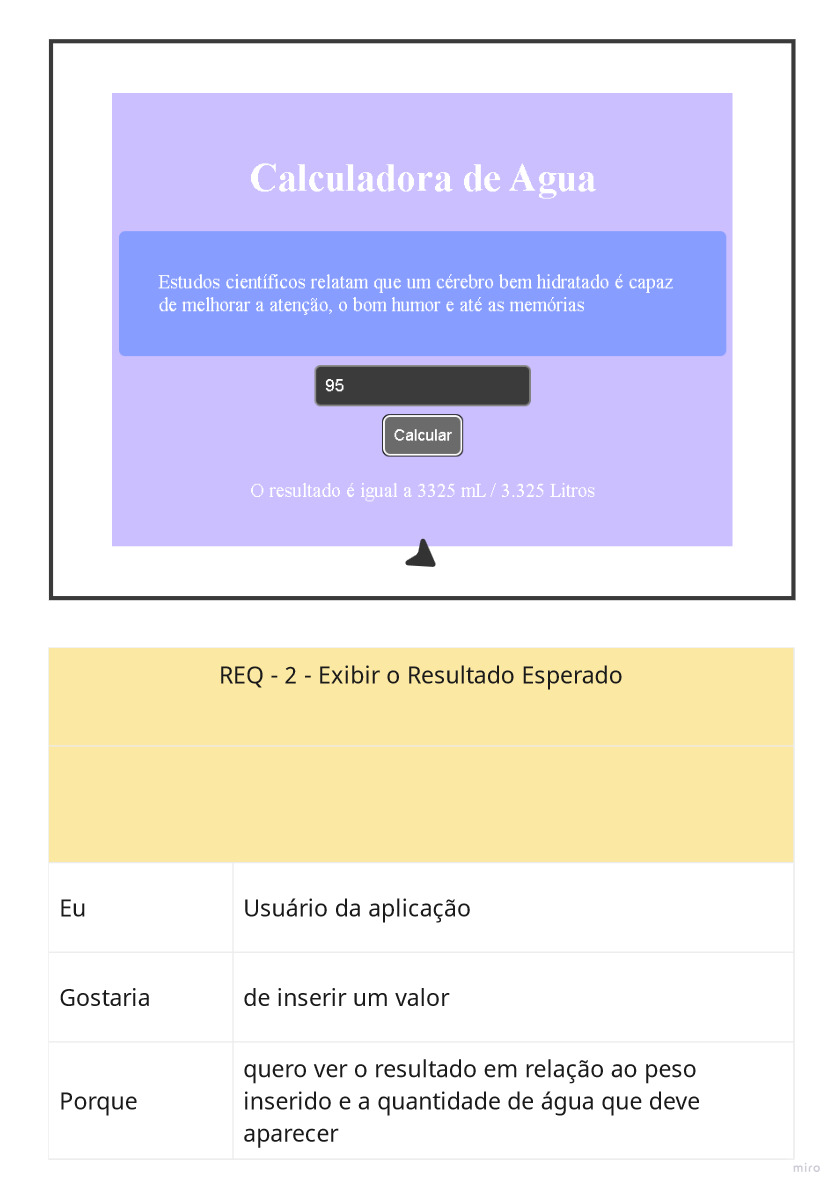 Calculadora de Agua
Estudos científicos relatam que um cérebro bem hidratado é capaz
de melhorar a atenção, o bom humor e até as memórias
95
Calcular
O resultado é igual a 3325 mL / 3.325 Litros
REQ - 2 - Exibir o Resultado Esperado
Eu
Usuário da aplicação
Gostaria
de inserir um valor
Porque
quero ver o resultado em relação ao peso
inserido e a quantidade de água que deve
aparecer
miro